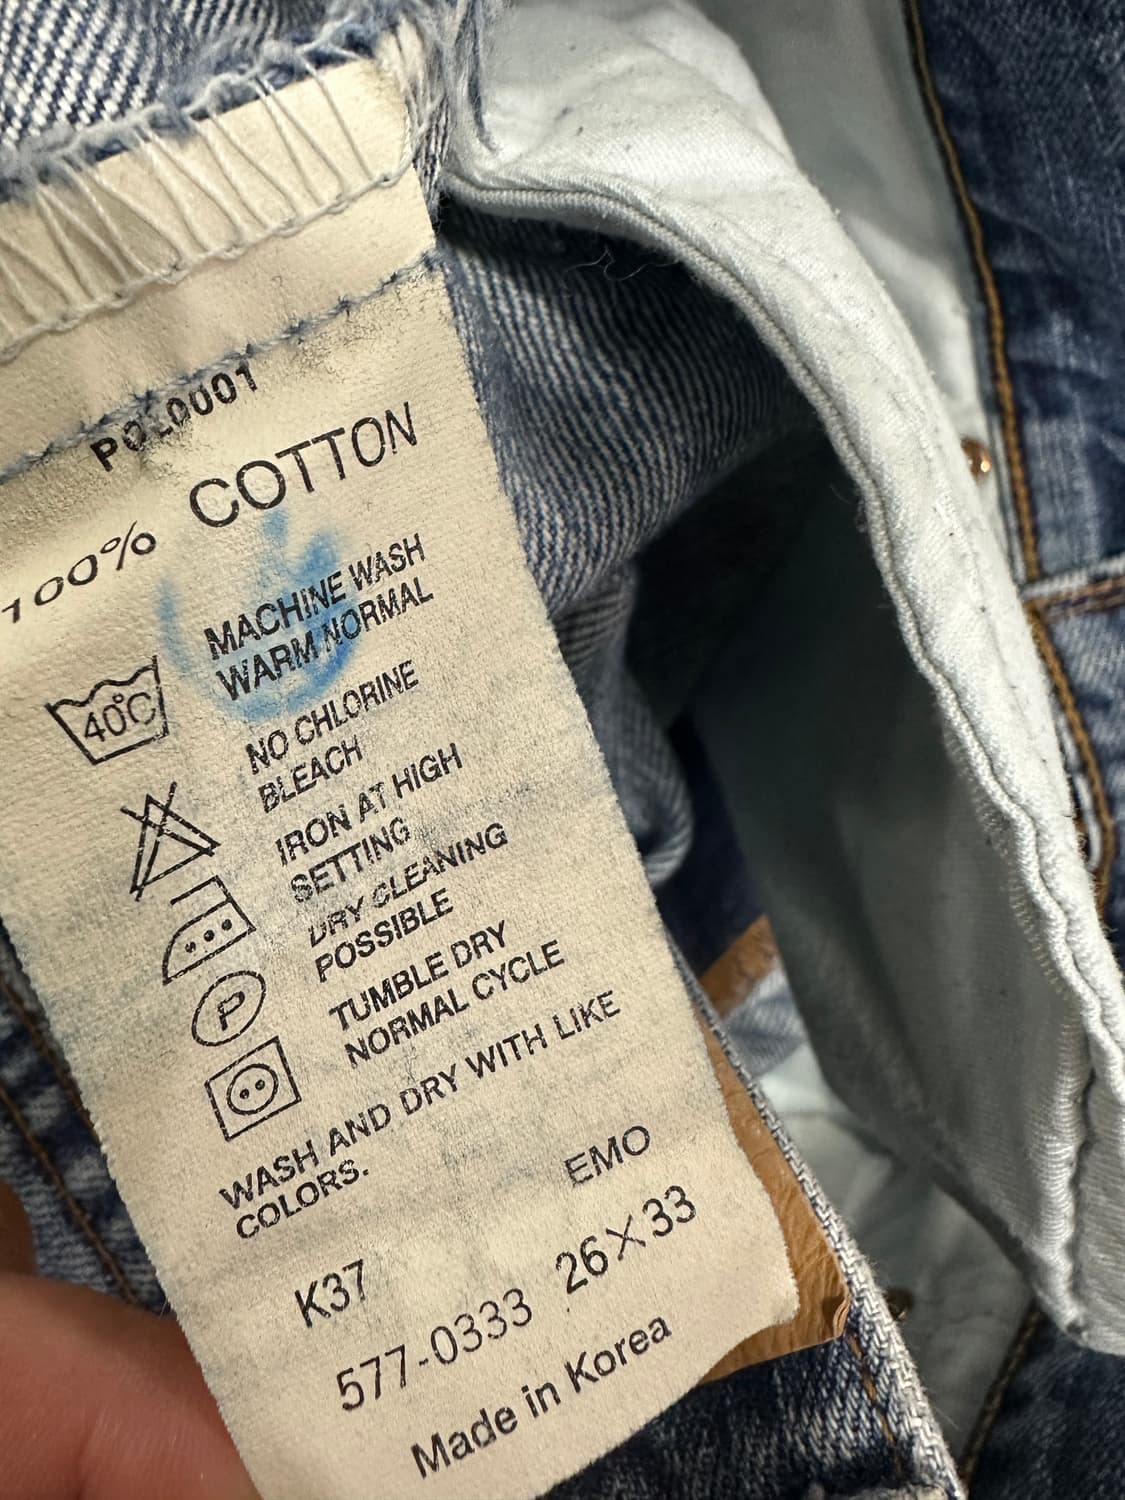 POL0001
100% COTTON
40°C
MACHINE WASH
WARM NORMAL
NO CHLORINE
BLEACH
IRON AT HIGH
SETTING
P
DRY CLEANING
POSSIBLE
TUMBLE DRY
NORMAL CYCLE
WASH AND DRY WITH LIKE
COLORS.
EMO
K37
577-0333 26×33
Made in Korea